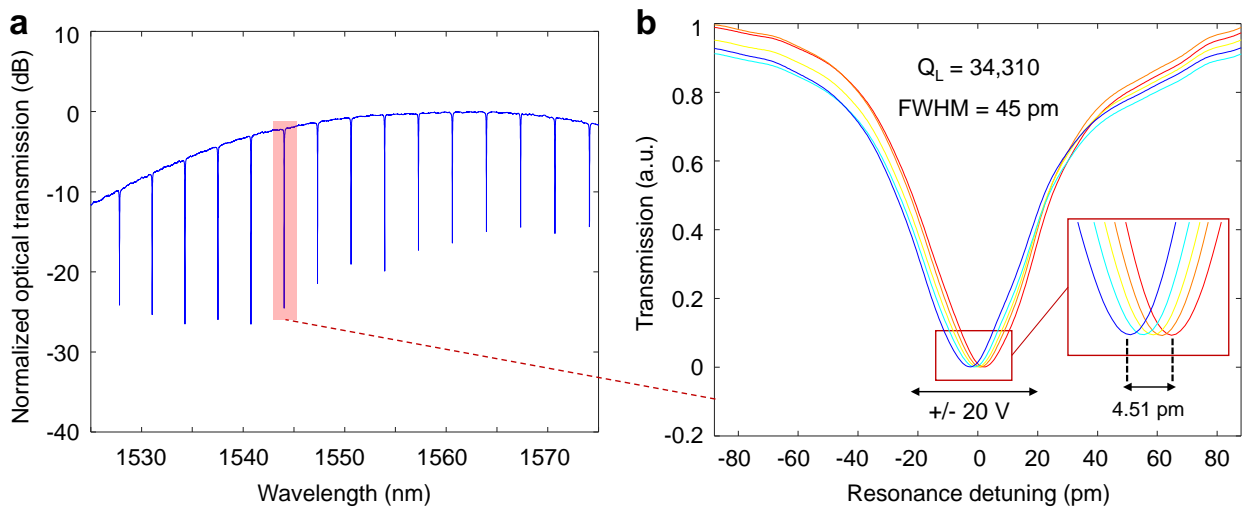 a
Normalized optical transmission (dB)
10
0
-10
-20
-30
-40
1530 1540 1550 1560 1570
Wavelength (nm)
b
Transmission (a.u.)
1
0.8
0.6
0.4
0.2
0
-0.2
Q_L = 34,310
FWHM = 45 pm
+/- 20 V
4.51 pm
-80 -60 -40 -20 0 20 40 60 80
Resonance detuning (pm)